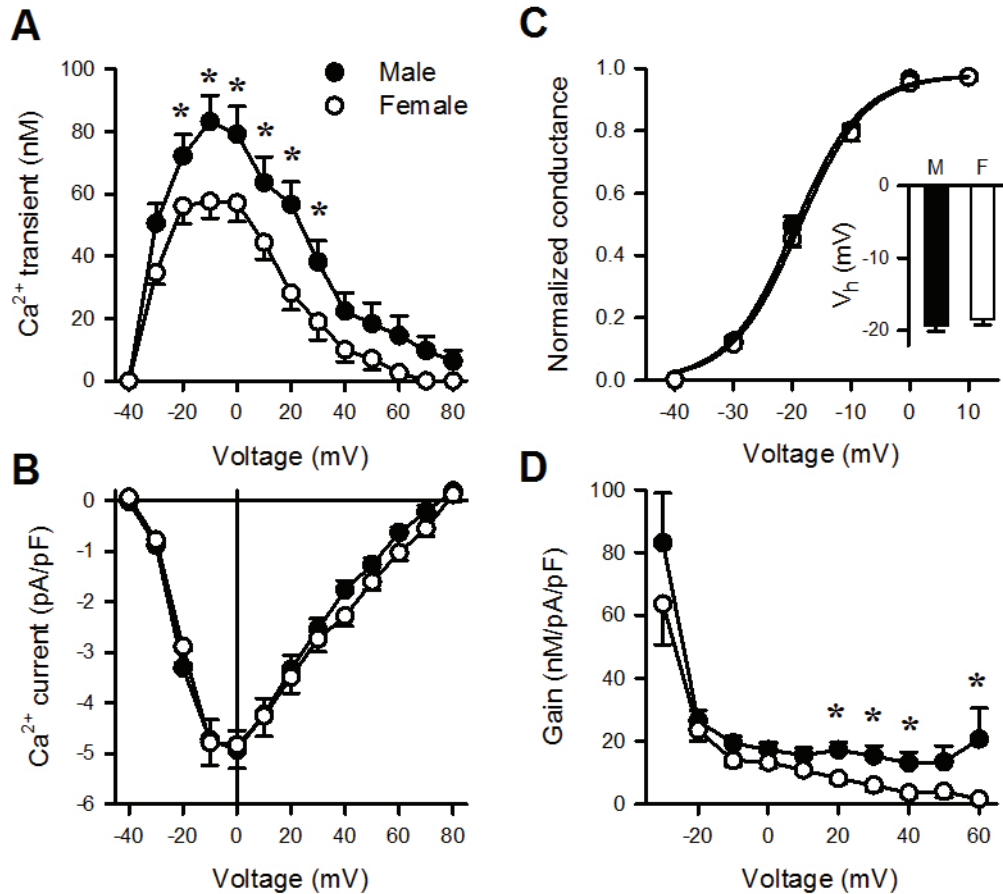 A
Ca²⁺ transient (nM)
100
80
60
40
20
0
* * * * * *
Male
Female
-40 -20 0 20 40 60 80
Voltage (mV)
B
Ca²⁺ current (pA/pF)
0
-1
-2
-3
-4
-5
-6
-40 -20 0 20 40 60 80
Voltage (mV)
C
Normalized conductance
1.0
0.8
0.6
0.4
0.2
0.0
M F
Vₕ (mV)
0
-10
-20
-40 -30 -20 -10 0 10
Voltage (mV)
D
Gain (nM/pA/pF)
100
80
60
40
20
0
* * * *
-20 0 20 40 60
Voltage (mV)